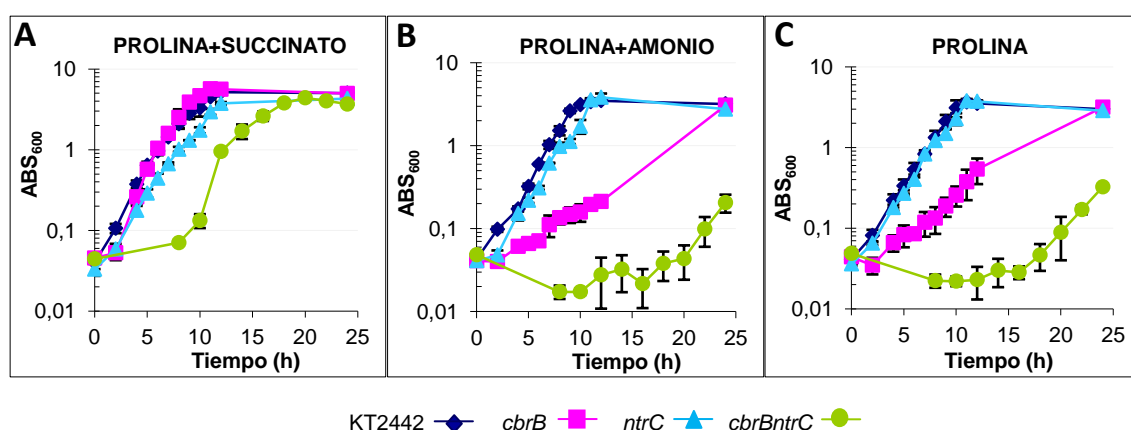 A
PROLINA+SUCCINATO
10
1
0,1
0,01
ABS600
0 5 10 15 20 25
Tiempo (h)
B
PROLINA+AMONIO
10
1
0,1
0,01
ABS600
0 5 10 15 20 25
Tiempo (h)
C
PROLINA
10
1
0,1
0,01
ABS600
0 5 10 15 20 25
Tiempo (h)
KT2442 cbrB ntrC cbrBntrC